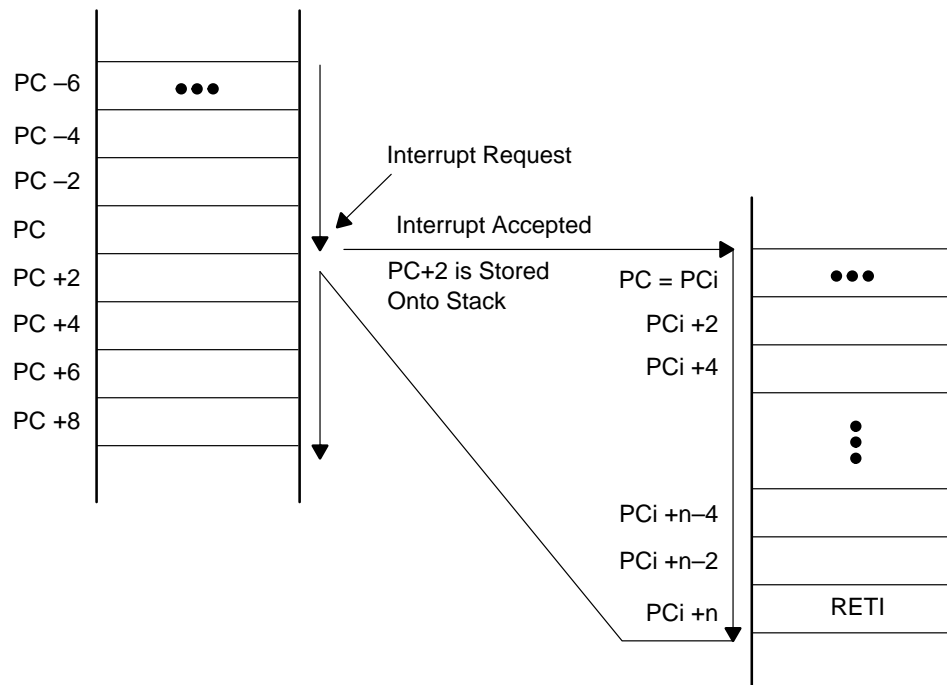 PC –6
PC –4
PC –2
PC
PC +2
PC +4
PC +6
PC +8
Interrupt Request
Interrupt Accepted
PC+2 is Stored
Onto Stack
PC = PCi
PCi +2
PCi +4
PCi +n–4
PCi +n–2
PCi +n
RETI